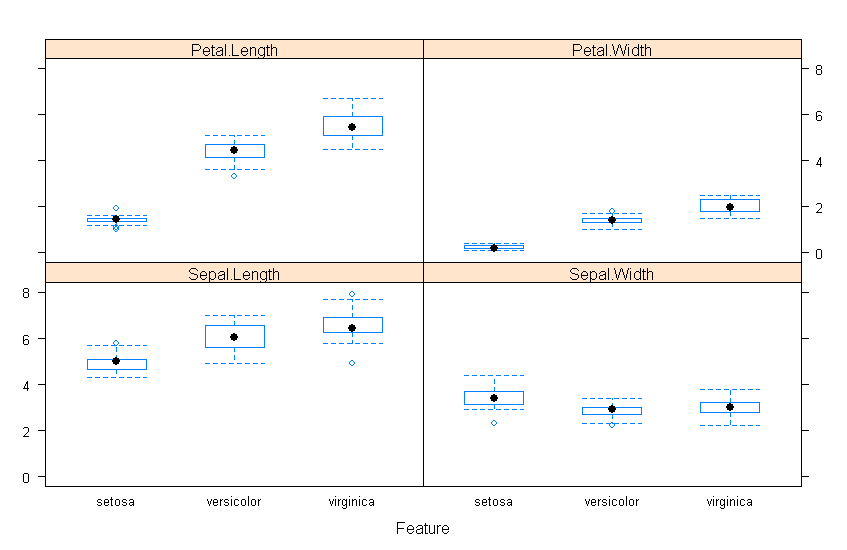 Petal.Length Petal.Width
8
6
4
2
0
Sepal.Length Sepal.Width
8
6
4
2
0
setosa versicolor virginica setosa versicolor virginica
Feature